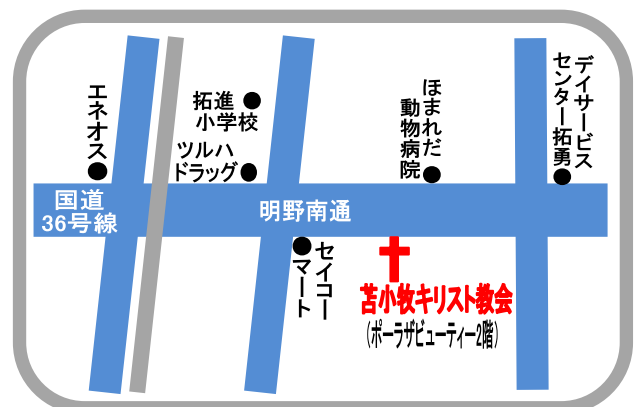 エネオス
拓進
小学校
ツルハ
ドラッグ
ほまれだ
動物病院
デイサービス
センター拓勇
国道
36号線
明野南通
セイコー
マート
苫小牧キリスト教会
(ポーラザビューティー2階)